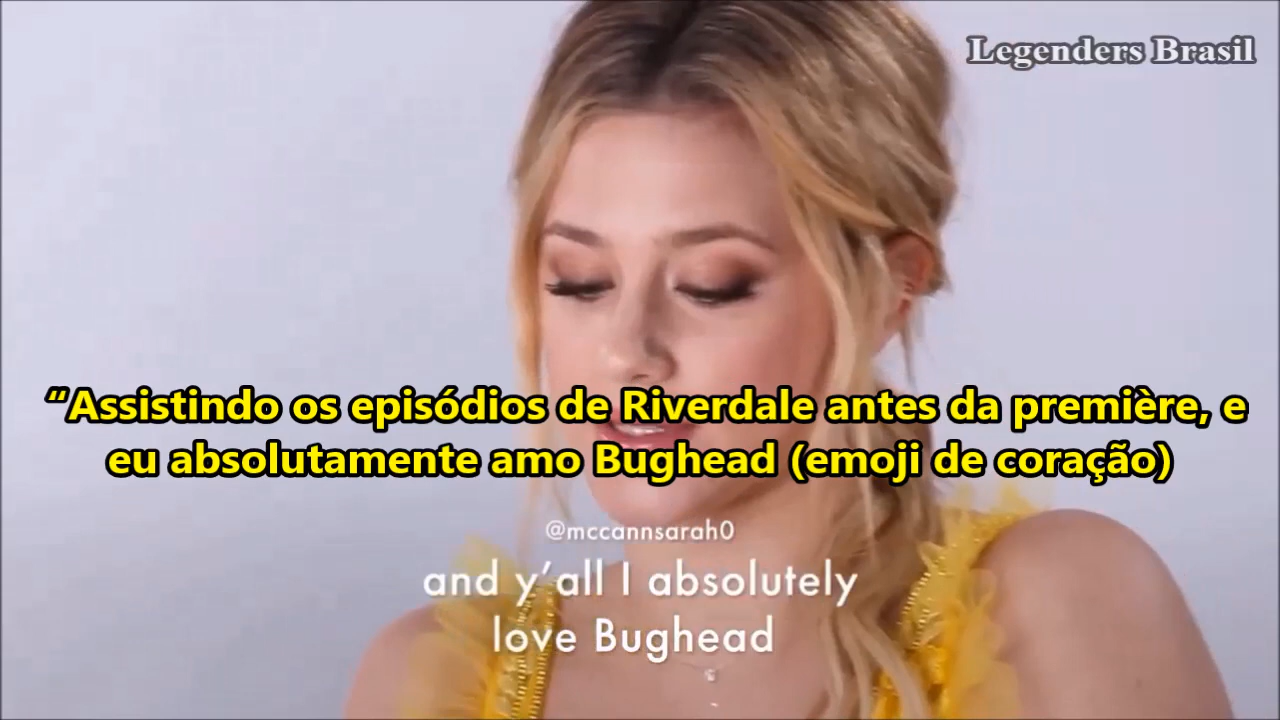 Legenders Brasil
“Assistindo os episódios de Riverdale antes da première, e
eu absolutamente amo Bughead (emoji de coração)
@mccannsarah0
and y’all I absolutely
love Bughead